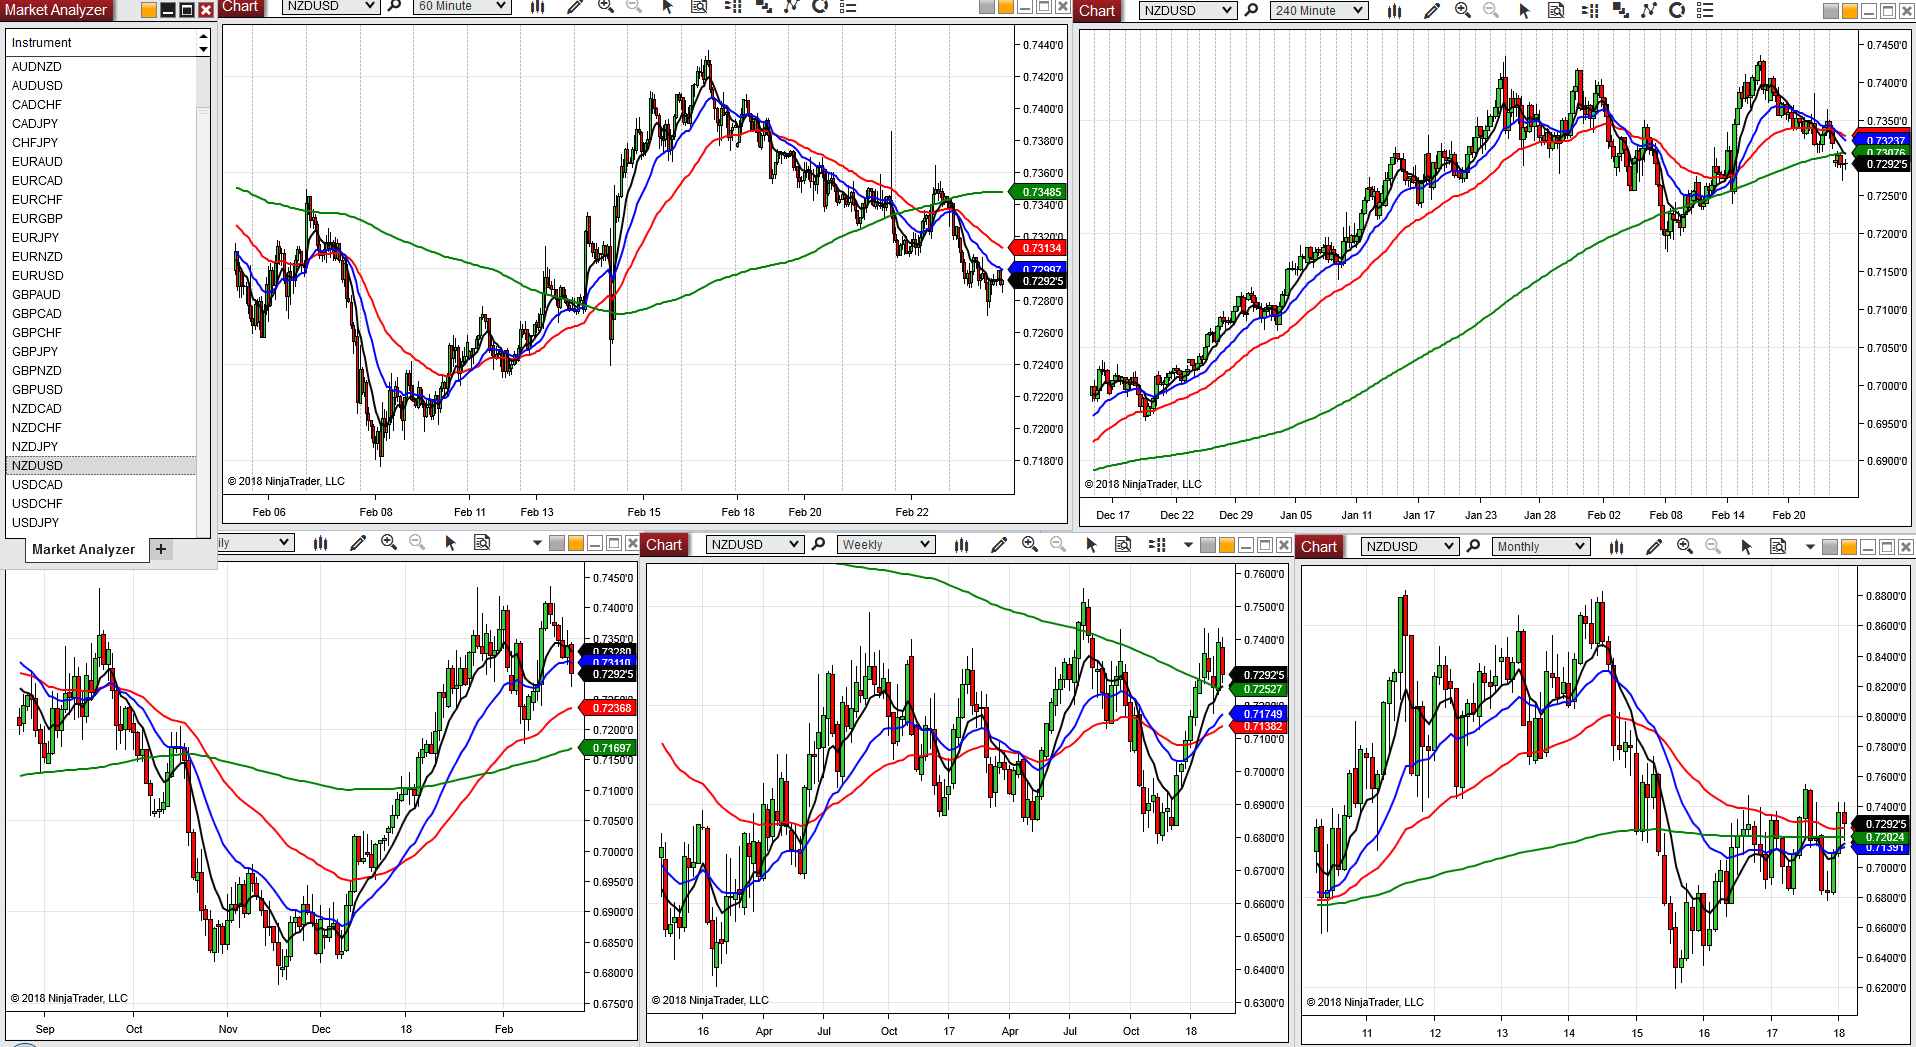 Market Analyzer
Instrument
AUDNZD
AUDUSD
CADCHF
CADJPY
CHFJPY
EURAUD
EURCAD
EURCHF
EURGBP
EURJPY
EURNZD
EURUSD
GBPAUD
GBPCAD
GBPCHF
GBPJPY
GBPNZD
GBPUSD
NZDCAD
NZDCHF
NZDJPY
NZDUSD
USDCAD
USDCHF
USDJPY
Market Analyzer +
Chart NZDUSD 60 Minute
0.7440'0
0.7420'0
0.7400'0
0.7380'0
0.7360'0
0.73485
0.7340'0
0.7320'0
0.73134
0.72997
0.7292'5
0.7280'0
0.7260'0
0.7240'0
0.7220'0
0.7200'0
0.7180'0
© 2018 NinjaTrader, LLC
Feb 06 Feb 08 Feb 11 Feb 13 Feb 15 Feb 18 Feb 20 Feb 22
Chart NZDUSD 240 Minute
0.7450'0
0.7400'0
0.7350'0
0.73237
0.73076
0.7292'5
0.7250'0
0.7200'0
0.7150'0
0.7100'0
0.7050'0
0.7000'0
0.6950'0
0.6900'0
© 2018 NinjaTrader, LLC
Dec 17 Dec 22 Dec 29 Jan 05 Jan 11 Jan 17 Jan 23 Jan 28 Feb 02 Feb 08 Feb 14 Feb 20
ily
0.7450'0
0.7400'0
0.7350'0
0.73280
0.73110
0.7292'5
0.7250'0
0.72368
0.7200'0
0.71697
0.7150'0
0.7100'0
0.7050'0
0.7000'0
0.6950'0
0.6900'0
0.6850'0
0.6800'0
0.6750'0
© 2018 NinjaTrader, LLC
Sep Oct Nov Dec 18 Feb
Chart NZDUSD Weekly
0.7600'0
0.7500'0
0.7400'0
0.7292'5
0.72527
0.71749
0.71382
0.7100'0
0.7000'0
0.6900'0
0.6800'0
0.6700'0
0.6600'0
0.6500'0
0.6400'0
0.6300'0
© 2018 NinjaTrader, LLC
16 Apr Jul Oct 17 Apr Jul Oct 18
Chart NZDUSD Monthly
0.8800'0
0.8600'0
0.8400'0
0.8200'0
0.8000'0
0.7800'0
0.7600'0
0.7400'0
0.7292'5
0.72024
0.71391
0.7000'0
0.6800'0
0.6600'0
0.6400'0
0.6200'0
© 2018 NinjaTrader, LLC
11 12 13 14 15 16 17 18